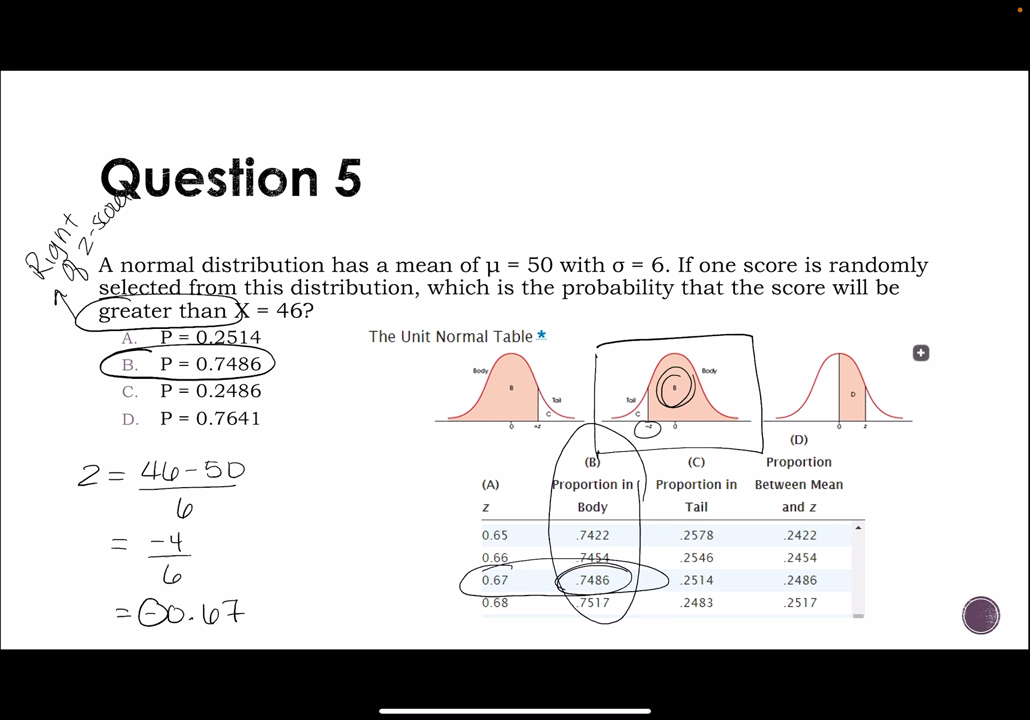 Question 5
Right
of z-score
A normal distribution has a mean of μ = 50 with σ = 6. If one score is randomly
selected from this distribution, which is the probability that the score will be
greater than X = 46?
A. P = 0.2514
B. P = 0.7486
C. P = 0.2486
D. P = 0.7641
The Unit Normal Table *
Body B Tail C 0 +z
Body B Tail C -z 0
D 0 z
(A) z
(B) Proportion in Body
(C) Proportion in Tail
(D) Proportion Between Mean and z
0.65 .7422 .2578 .2422
0.66 .7454 .2546 .2454
0.67 .7486 .2514 .2486
0.68 .7517 .2483 .2517
z = 46-50
6
= -4
6
= -0.67